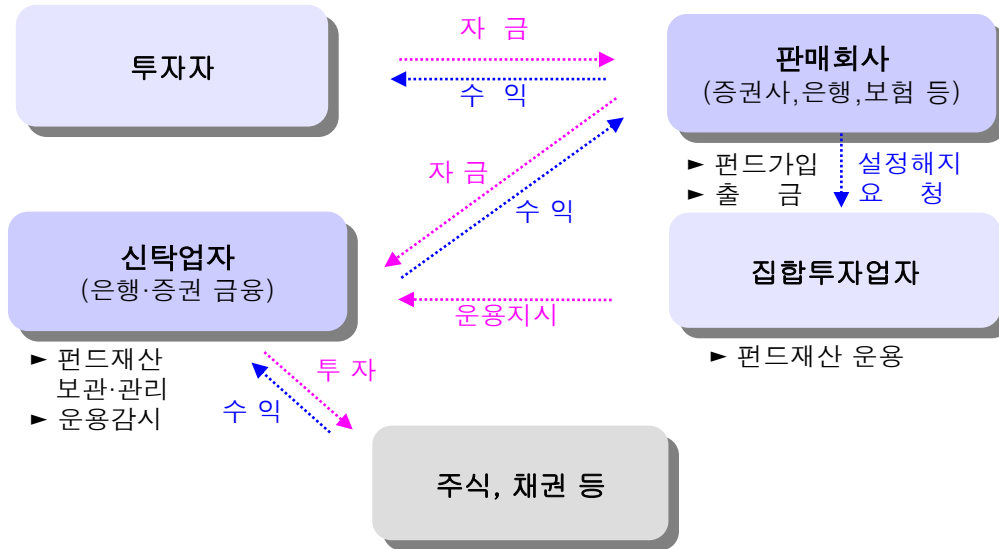 자 금
투자자
수 익
판매회사
(증권사,은행,보험 등)
► 펀드가입
► 출 금
설정해지
요 청
자 금
수 익
신탁업자
(은행·증권 금융)
집합투자업자
운용지시
► 펀드재산
보관·관리
► 운용감시
► 펀드재산 운용
투 자
수 익
주식, 채권 등